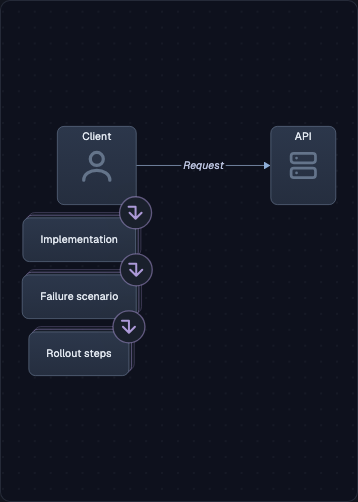 Client
API
Request
Implementation
Failure scenario
Rollout steps